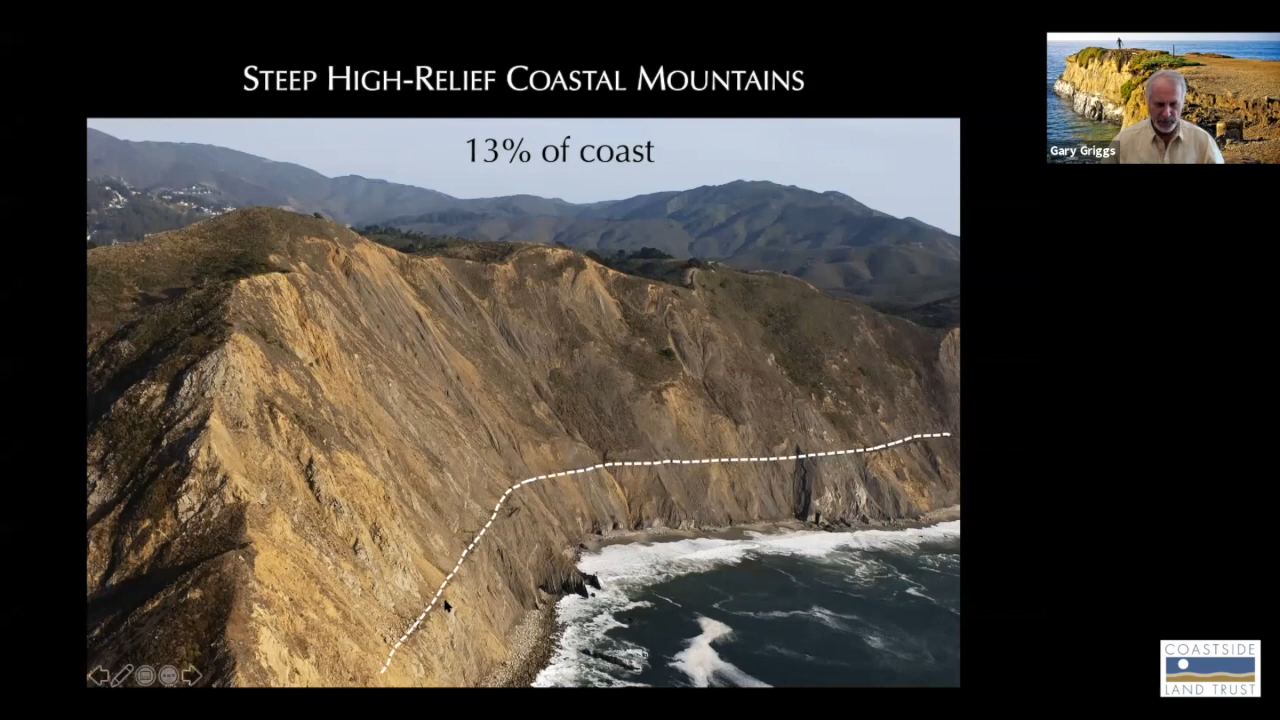 STEEP HIGH-RELIEF COASTAL MOUNTAINS
13% of coast
Gary Griggs
COASTSIDE
LAND TRUST